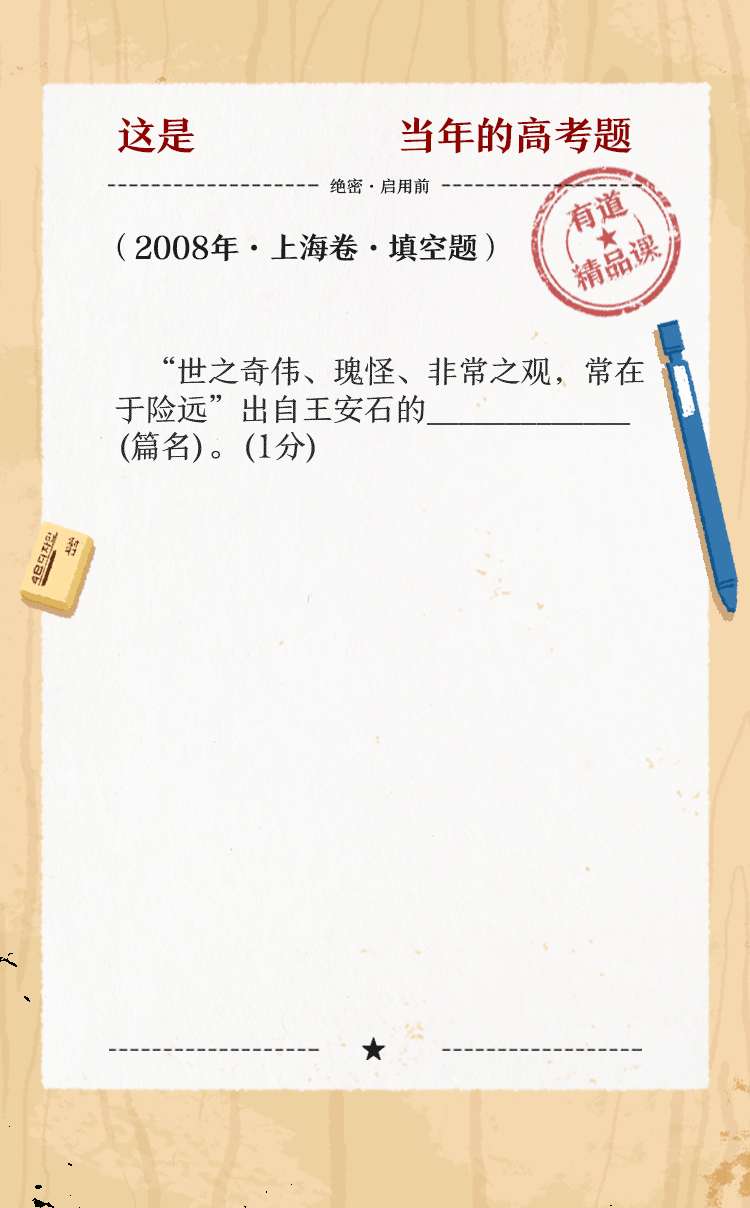 这是 当年的高考题
绝密·启用前
有道
精品课
（2008年·上海卷·填空题）
“世之奇伟、瑰怪、非常之观，常在
于险远”出自王安石的_____________
(篇名)。(1分)